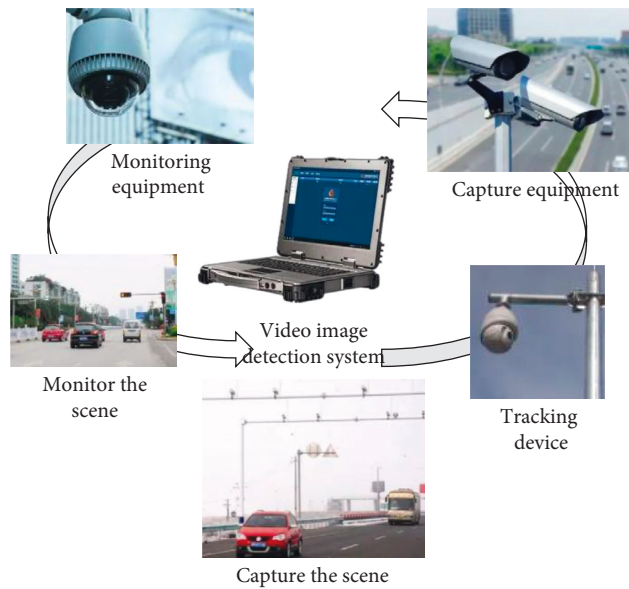 Monitoring
equipment
Capture equipment
Video image
detection system
Monitor the
scene
Tracking
device
Capture the scene